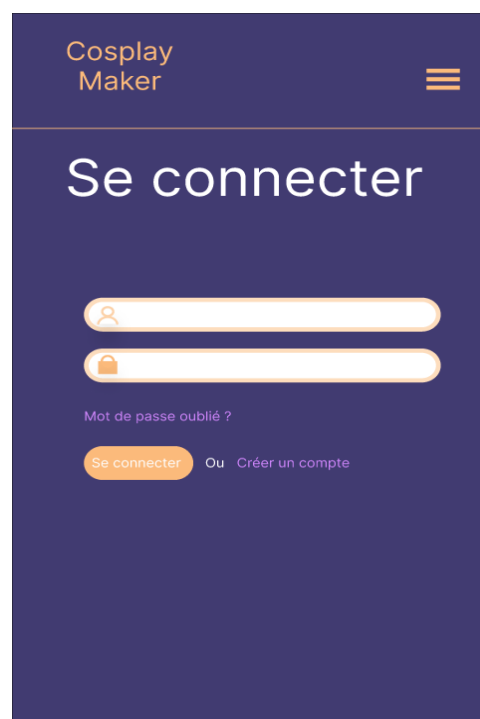 Cosplay
Maker
Se connecter
Mot de passe oublié ?
Se connecter Ou Créer un compte